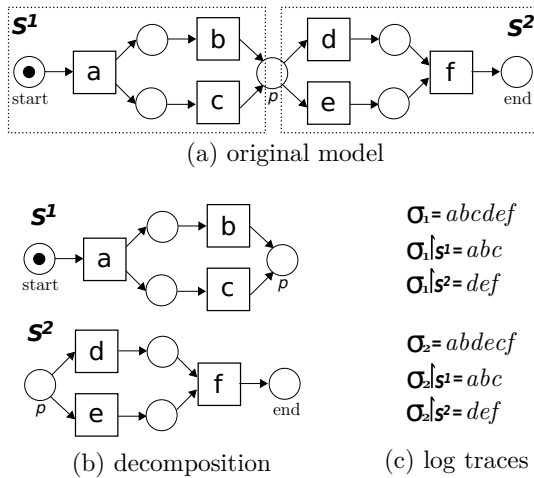 S¹ S²
b d
a f
c e
start p end
(a) original model
S¹
b
a
c
start p
S²
d
f
e
p end
(b) decomposition
σ₁= abcdef
σ₁↾s¹= abc
σ₁↾s²= def
σ₂= abdecf
σ₂↾s¹= abc
σ₂↾s²= def
(c) log traces